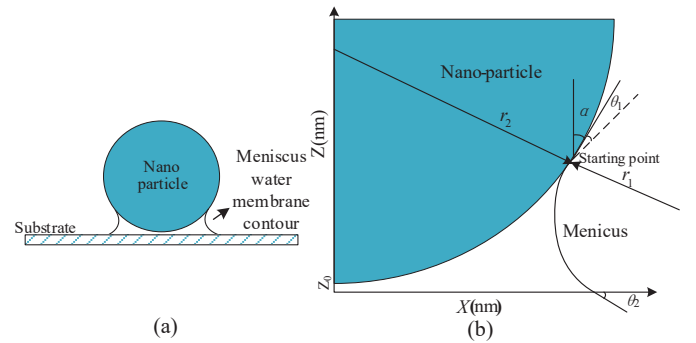 Nano
particle
Meniscus
water
membrane
contour
Substrate
(a)
Z(nm)
Z0
Nano-particle
r2
α
θ1
Starting point
r1
Menicus
θ2
X(nm)
(b)